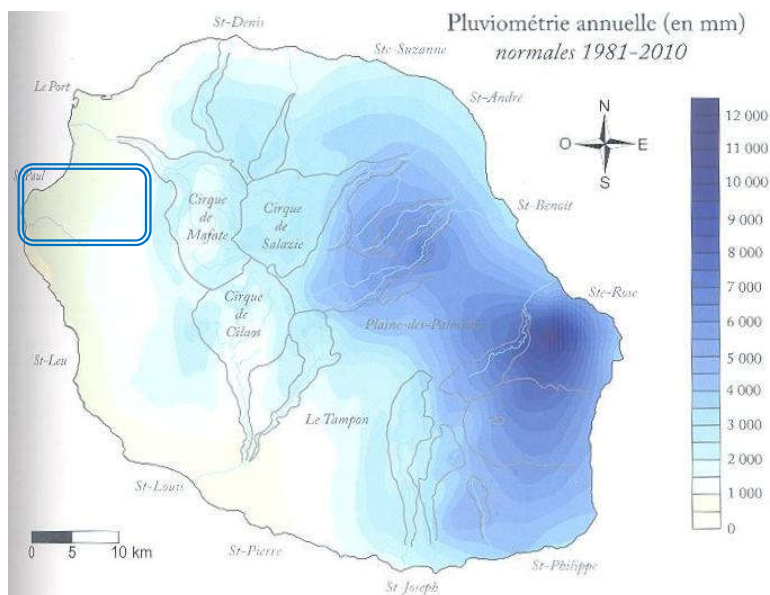 Pluviométrie annuelle (en mm)
normales 1981-2010
St-Denis
Ste-Suzanne
Le Port
St-André
N
O
E
S
St-Paul
Cirque
de
Mafate
Cirque
de
Salazie
St-Benoit
Ste-Rose
Cirque
de
Cilaos
Plaine-des-Palmistes
St-Leu
Le Tampon
St-Louis
St-Pierre
St-Joseph
St-Philippe
0
5
10 km
12 000
11 000
10 000
9 000
8 000
7 000
6 000
5 000
4 000
3 000
2 000
1 000
0